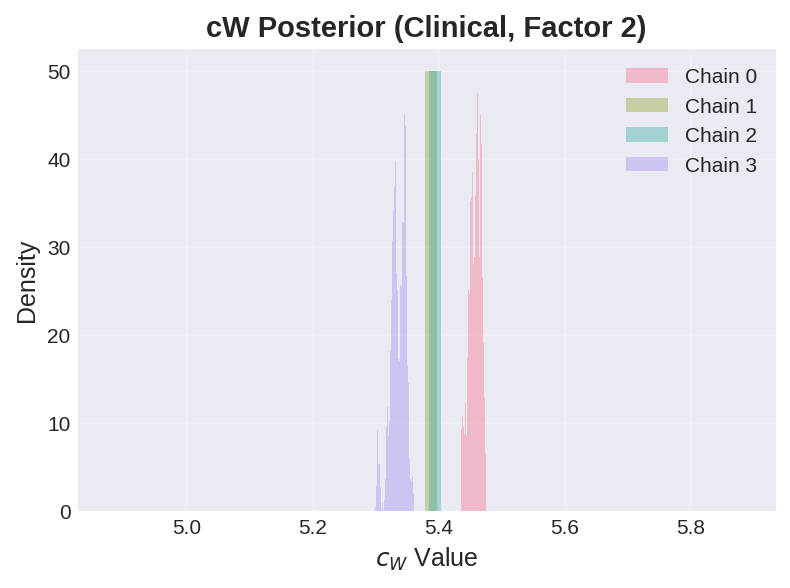 cW Posterior (Clinical, Factor 2)
Density
50
40
30
20
10
0
5.0 5.2 5.4 5.6 5.8
c_W Value
Chain 0
Chain 1
Chain 2
Chain 3